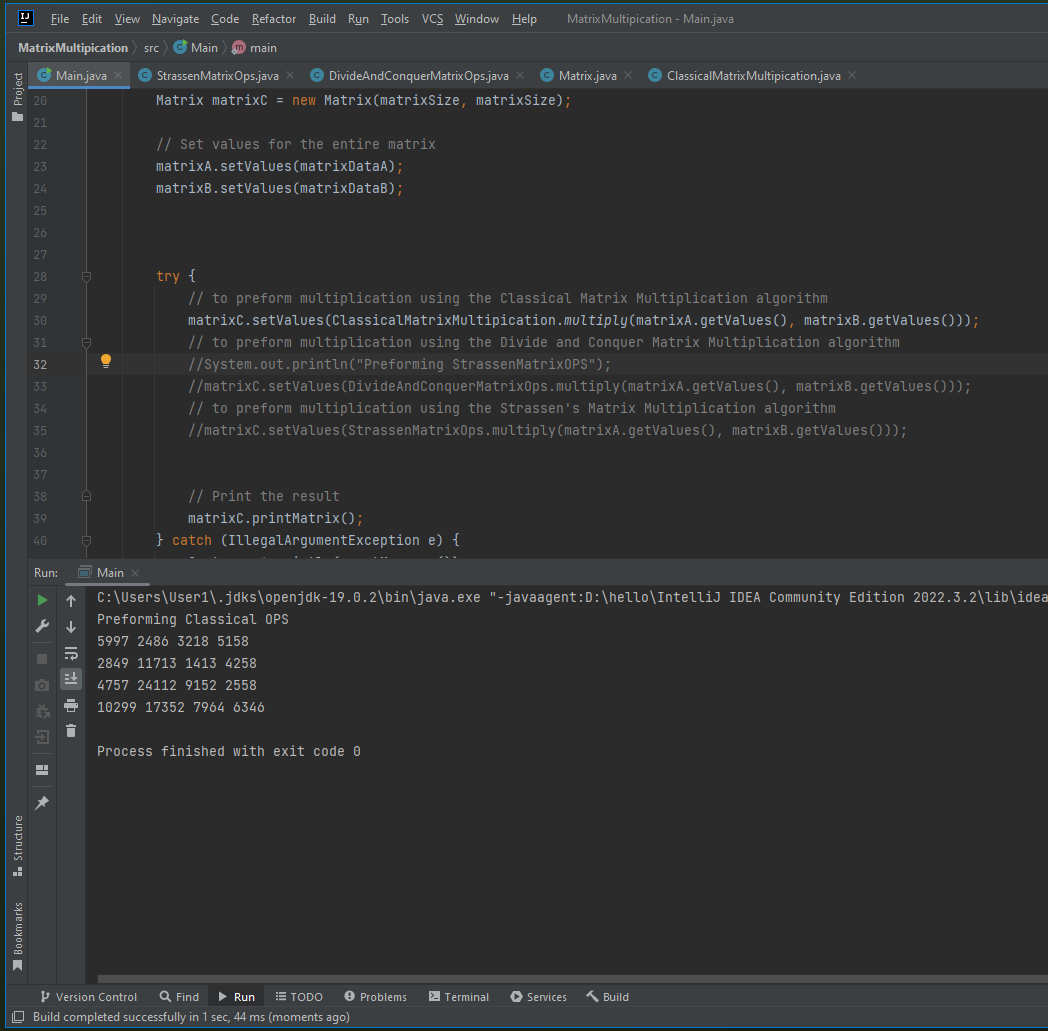 File Edit View Navigate Code Refactor Build Run Tools VCS Window Help MatrixMultipication - Main.java
MatrixMultipication src Main main
Project
Main.java StrassenMatrixOps.java DivideAndConquerMatrixOps.java Matrix.java ClassicalMatrixMultipication.java
20 Matrix matrixC = new Matrix(matrixSize, matrixSize);
21
22 // Set values for the entire matrix
23 matrixA.setValues(matrixDataA);
24 matrixB.setValues(matrixDataB);
25
26
27
28 try {
29 // to preform multiplication using the Classical Matrix Multiplication algorithm
30 matrixC.setValues(ClassicalMatrixMultipication.multiply(matrixA.getValues(), matrixB.getValues()));
31 // to preform multiplication using the Divide and Conquer Matrix Multiplication algorithm
32 //System.out.println("Preforming StrassenMatrixOPS");
33 //matrixC.setValues(DivideAndConquerMatrixOps.multiply(matrixA.getValues(), matrixB.getValues()));
34 // to preform multiplication using the Strassen's Matrix Multiplication algorithm
35 //matrixC.setValues(StrassenMatrixOps.multiply(matrixA.getValues(), matrixB.getValues()));
36
37
38 // Print the result
39 matrixC.printMatrix();
40 } catch (IllegalArgumentException e) {
Run: Main
C:\Users\User1\.jdks\openjdk-19.0.2\bin\java.exe "-javaagent:D:\hello\IntelliJ IDEA Community Edition 2022.3.2\lib\idea
Preforming Classical OPS
5997 2486 3218 5158
2849 11713 1413 4258
4757 24112 9152 2558
10299 17352 7964 6346
Process finished with exit code 0
Structure
Bookmarks
Version Control Find Run TODO Problems Terminal Services Build
Build completed successfully in 1 sec, 44 ms (moments ago)